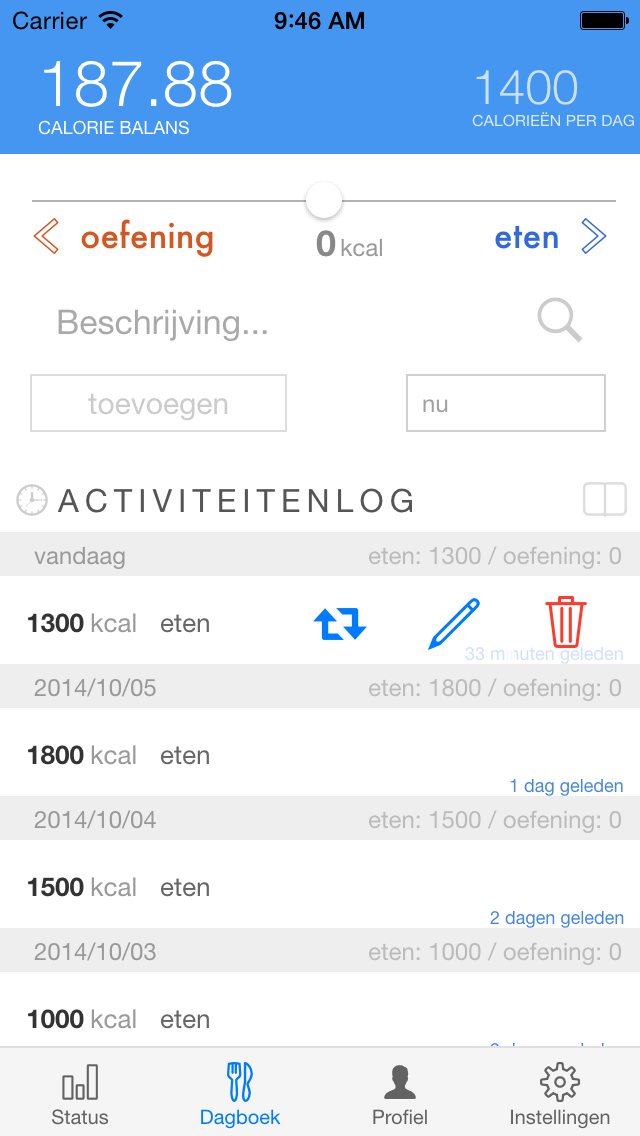 Carrier 9:46 AM
187.88 1400
CALORIE BALANS CALORIEËN PER DAG
oefening 0 kcal eten
Beschrijving...
toevoegen nu
ACTIVITEITENLOG
vandaag eten: 1300 / oefening: 0
1300 kcal eten
33 minuten geleden
2014/10/05 eten: 1800 / oefening: 0
1800 kcal eten
1 dag geleden
2014/10/04 eten: 1500 / oefening: 0
1500 kcal eten
2 dagen geleden
2014/10/03 eten: 1000 / oefening: 0
1000 kcal eten
Status Dagboek Profiel Instellingen